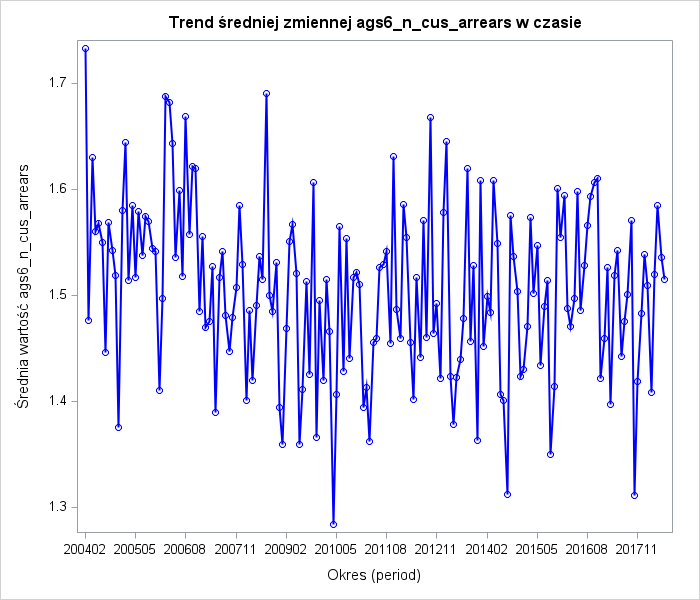 Trend średniej zmiennej ags6_n_cus_arrears w czasie
Średnia wartość ags6_n_cus_arrears
1.7
1.6
1.5
1.4
1.3
200402 200505 200608 200711 200902 201005 201108 201211 201402 201505 201608 201711
Okres (period)